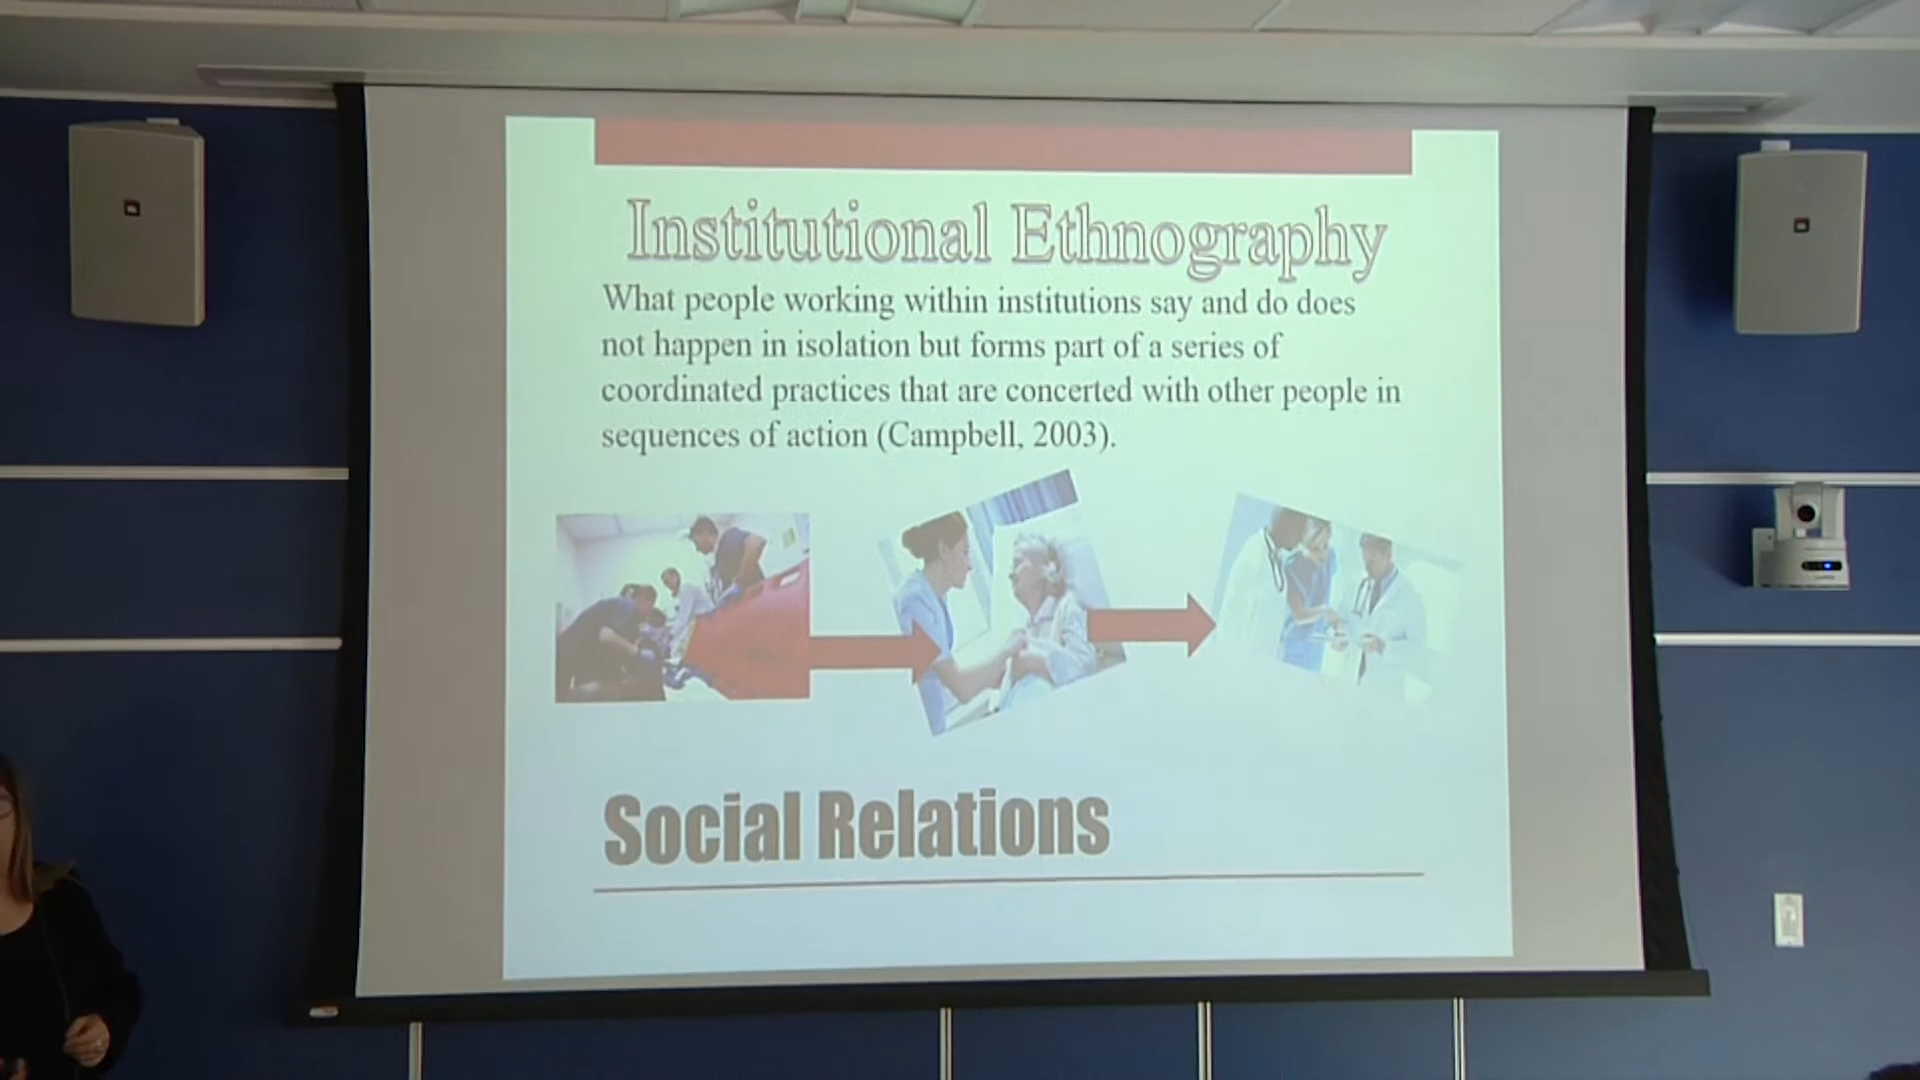 Institutional Ethnography
What people working within institutions say and do does
not happen in isolation but forms part of a series of
coordinated practices that are concerted with other people in
sequences of action (Campbell, 2003).
Social Relations